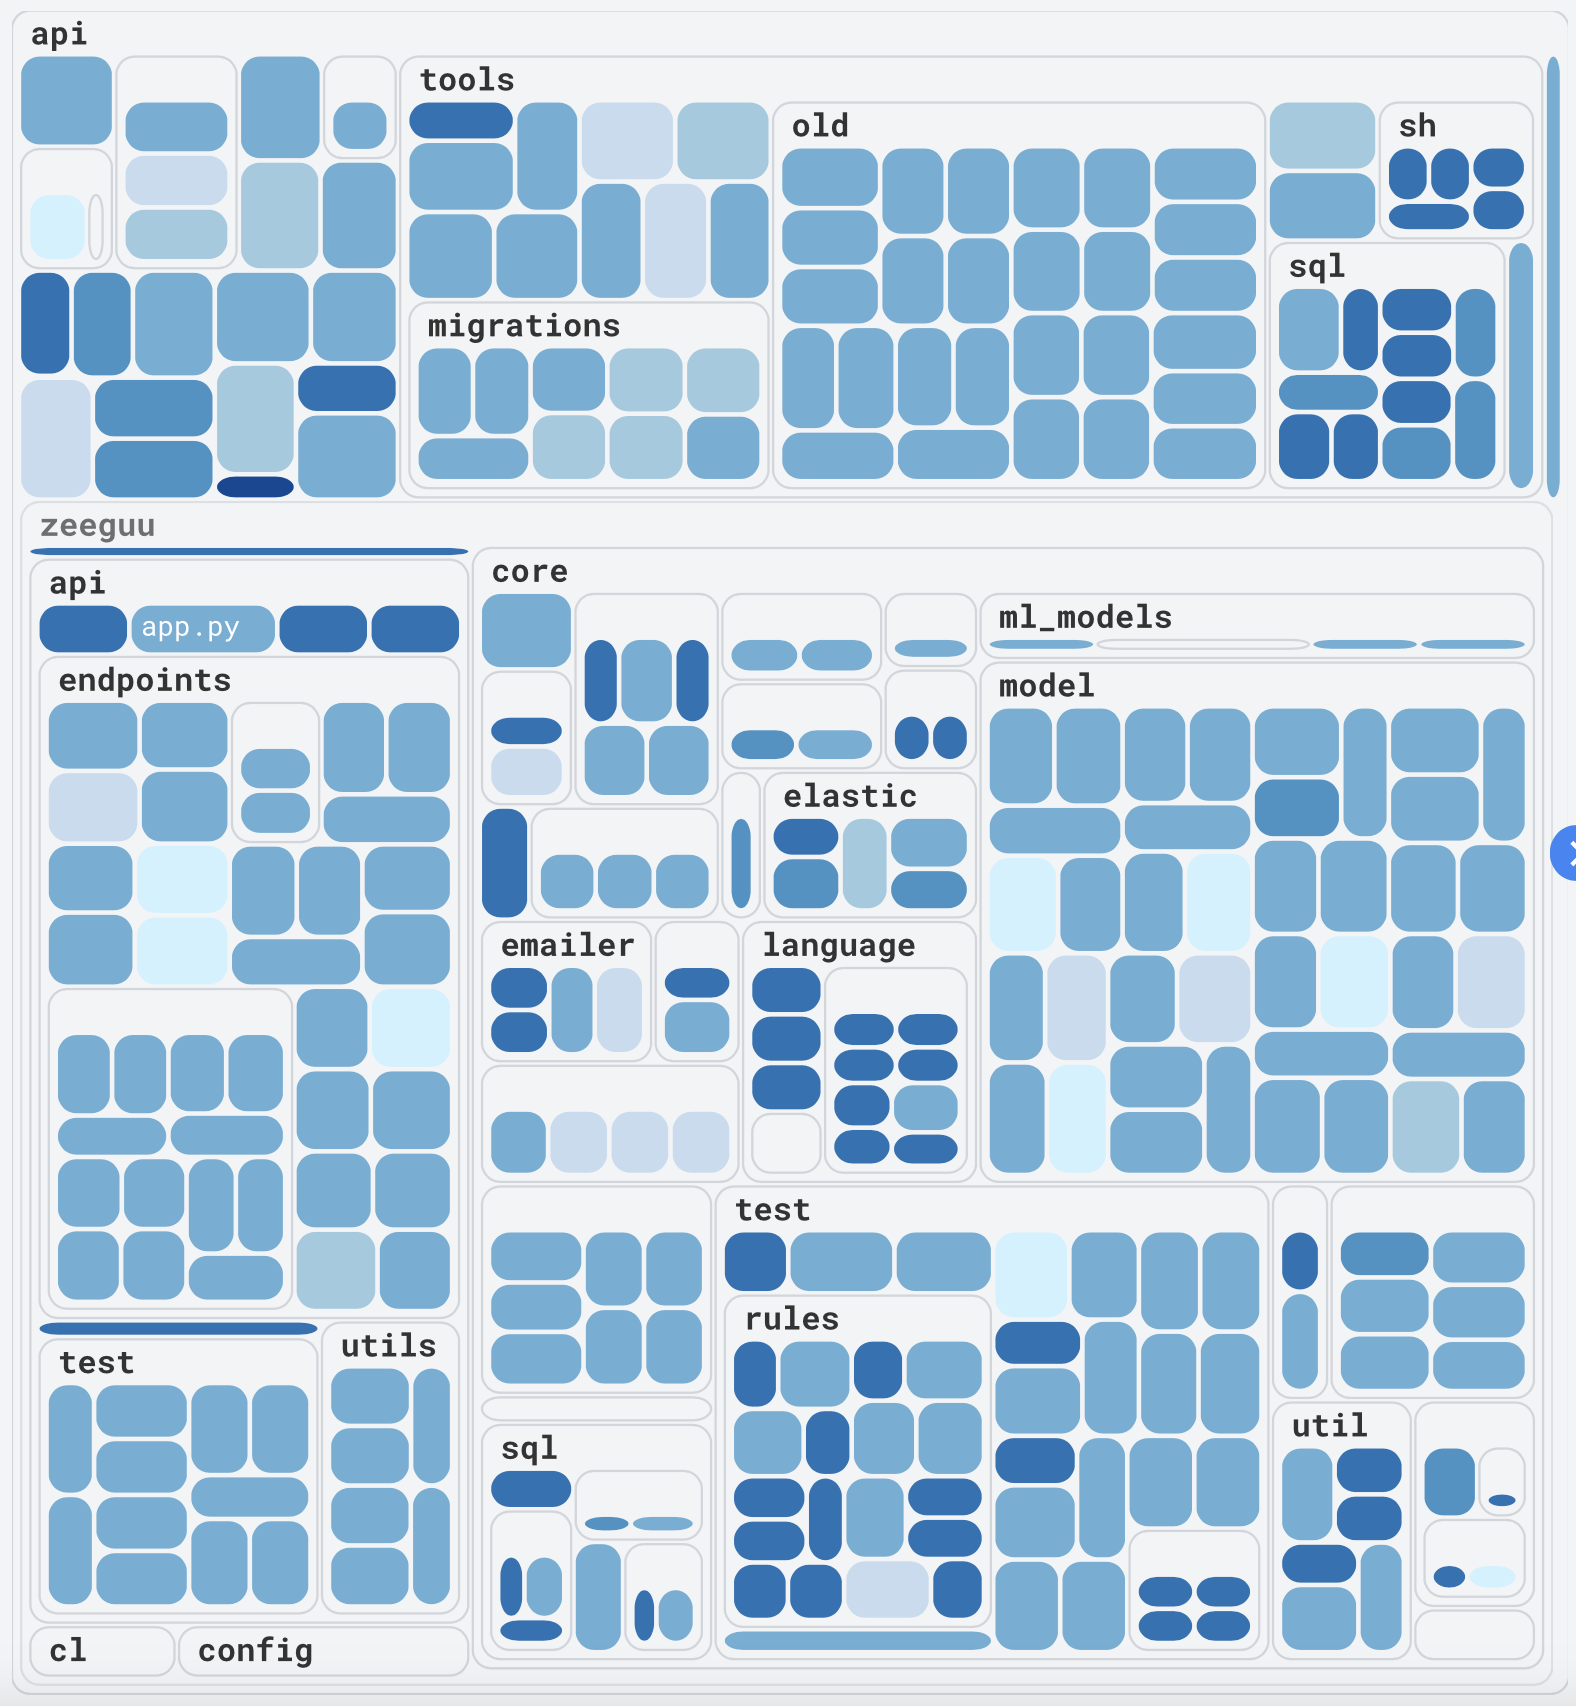 api
tools
old
sh
sql
migrations
zeeguu
api
core
app.py
ml_models
endpoints
model
elastic
emailer
language
test
rules
utils
test
util
sql
cl
config